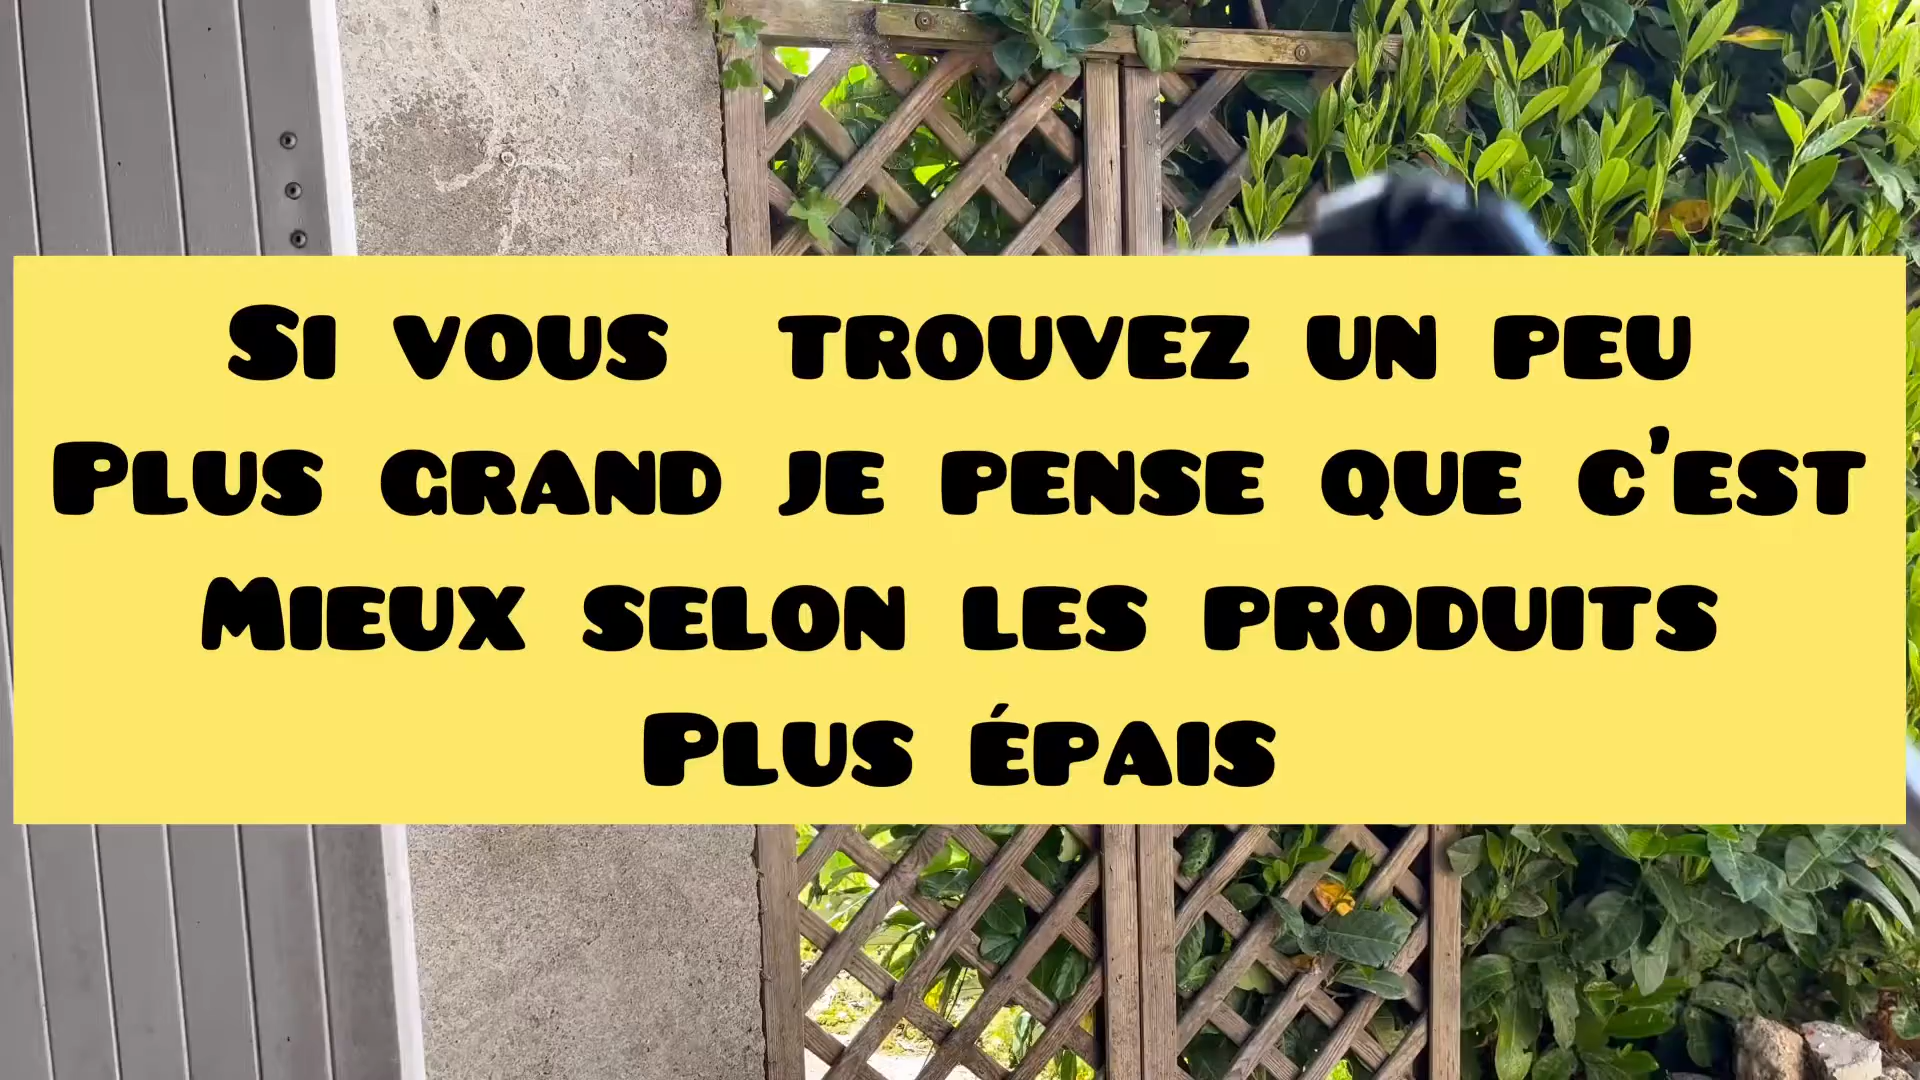 Si vous trouvez un peu
Plus grand je pense que c'est
Mieux selon les produits
Plus épais